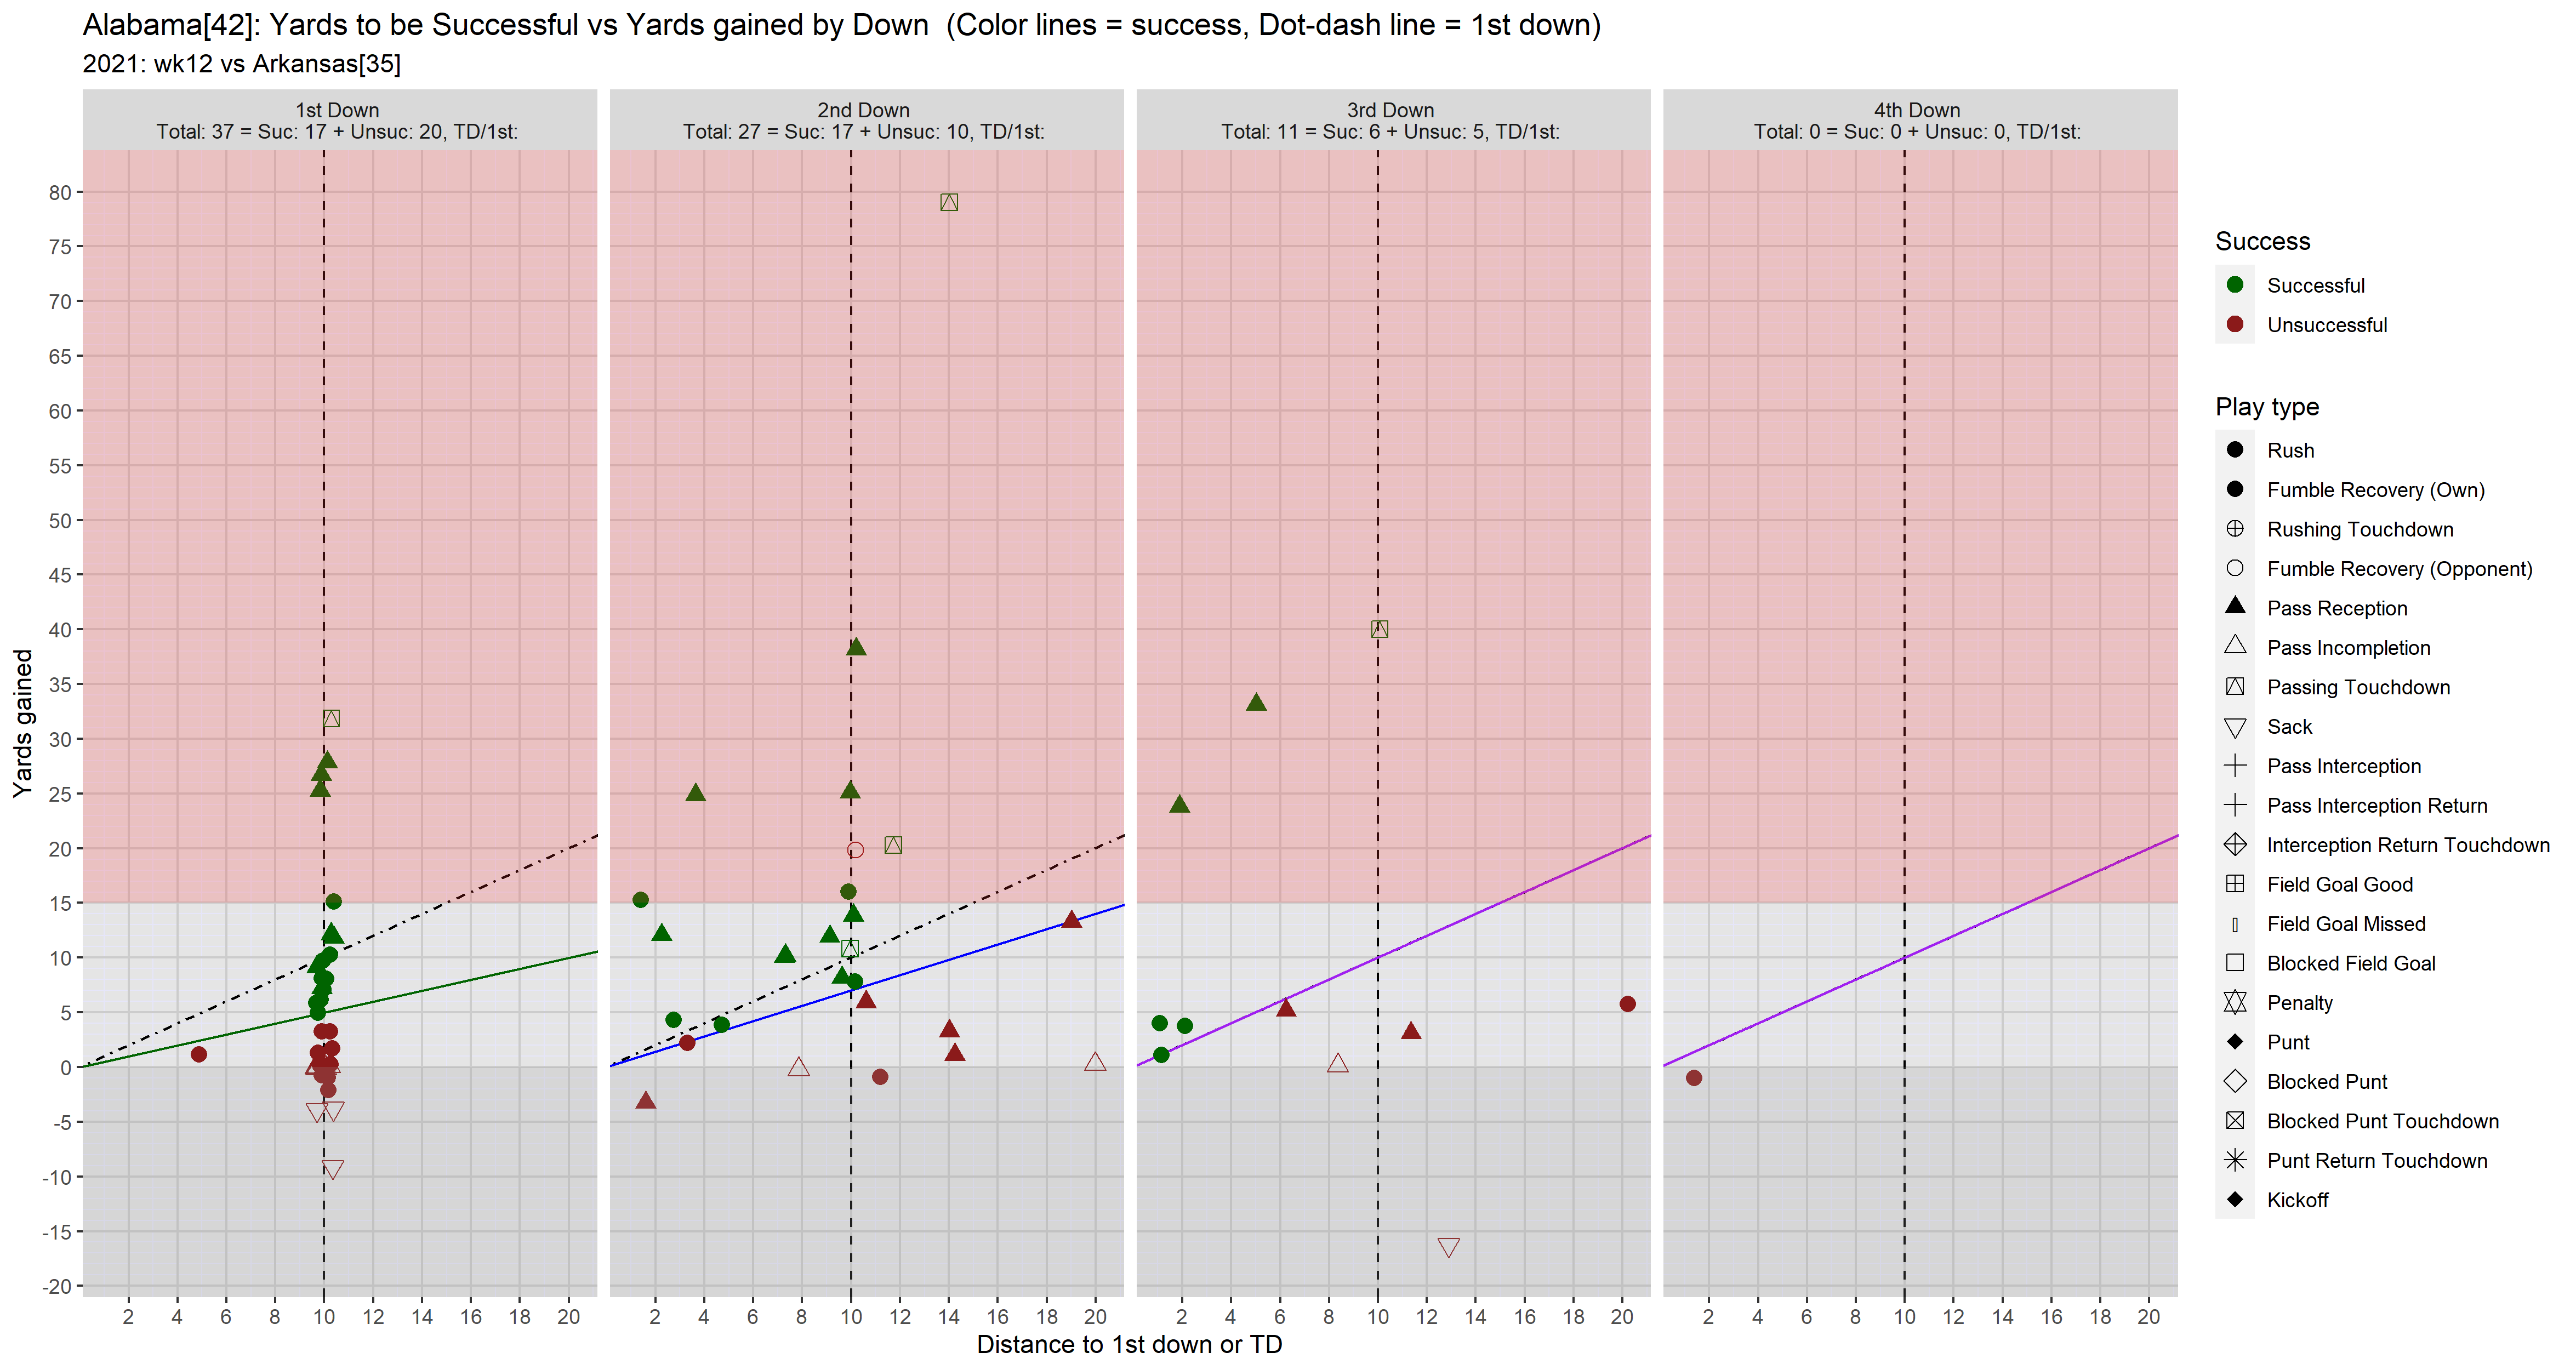 Alabama[42]: Yards to be Successful vs Yards gained by Down  (Color lines = success, Dot-dash line = 1st down)
2021: wk12 vs Arkansas[35]
1st Down
Total: 37 = Suc: 17 + Unsuc: 20, TD/1st:
2nd Down
Total: 27 = Suc: 17 + Unsuc: 10, TD/1st:
3rd Down
Total: 11 = Suc: 6 + Unsuc: 5, TD/1st:
4th Down
Total: 0 = Suc: 0 + Unsuc: 0, TD/1st:
Yards gained
80
75
70
65
60
55
50
45
40
35
30
25
20
15
10
5
0
-5
-10
-15
-20
2 4 6 8 10 12 14 16 18 20
2 4 6 8 10 12 14 16 18 20
2 4 6 8 10 12 14 16 18 20
2 4 6 8 10 12 14 16 18 20
Distance to 1st down or TD
Success
Successful
Unsuccessful
Play type
Rush
Fumble Recovery (Own)
Rushing Touchdown
Fumble Recovery (Opponent)
Pass Reception
Pass Incompletion
Passing Touchdown
Sack
Pass Interception
Pass Interception Return
Interception Return Touchdown
Field Goal Good
Field Goal Missed
Blocked Field Goal
Penalty
Punt
Blocked Punt
Blocked Punt Touchdown
Punt Return Touchdown
Kickoff